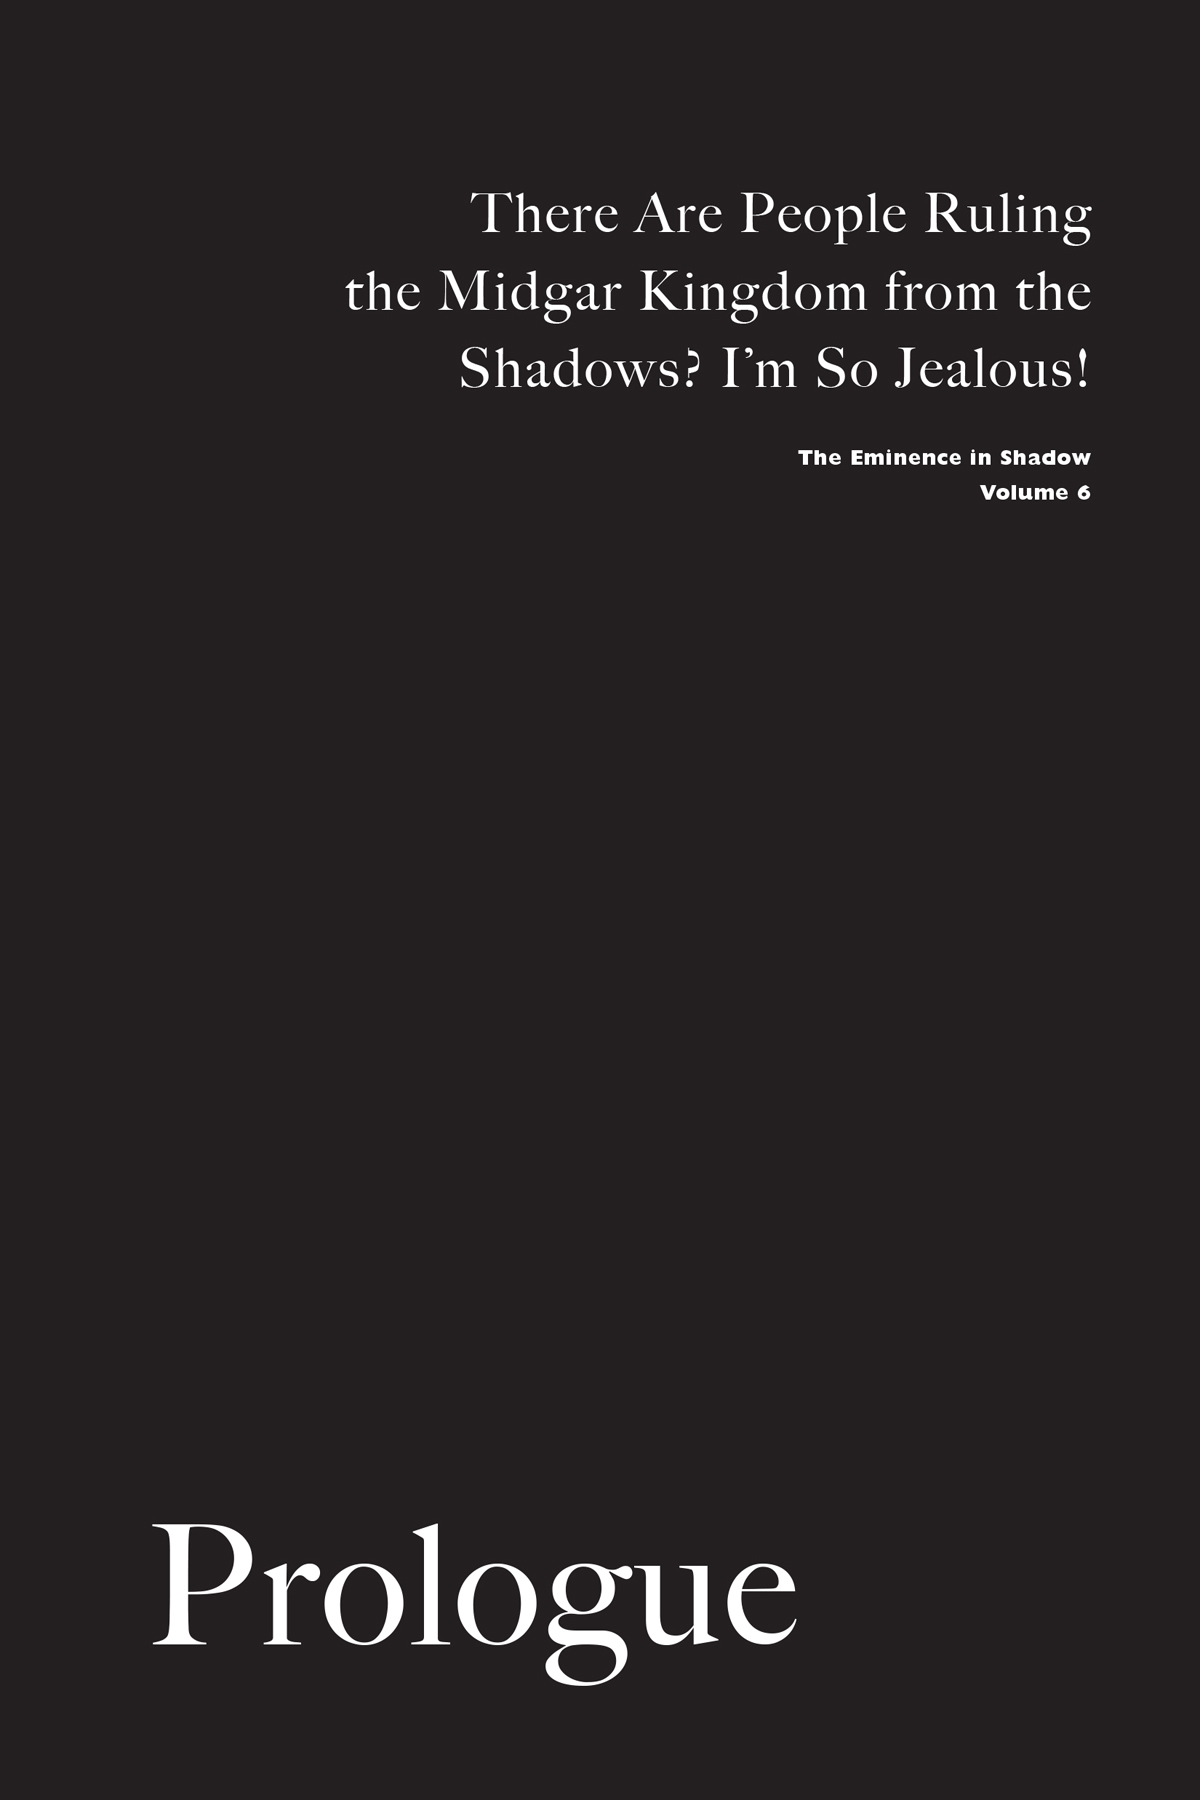 There Are People Ruling
the Midgar Kingdom from the
Shadows? I’m So Jealous!
The Eminence in Shadow
Volume 6
Prologue